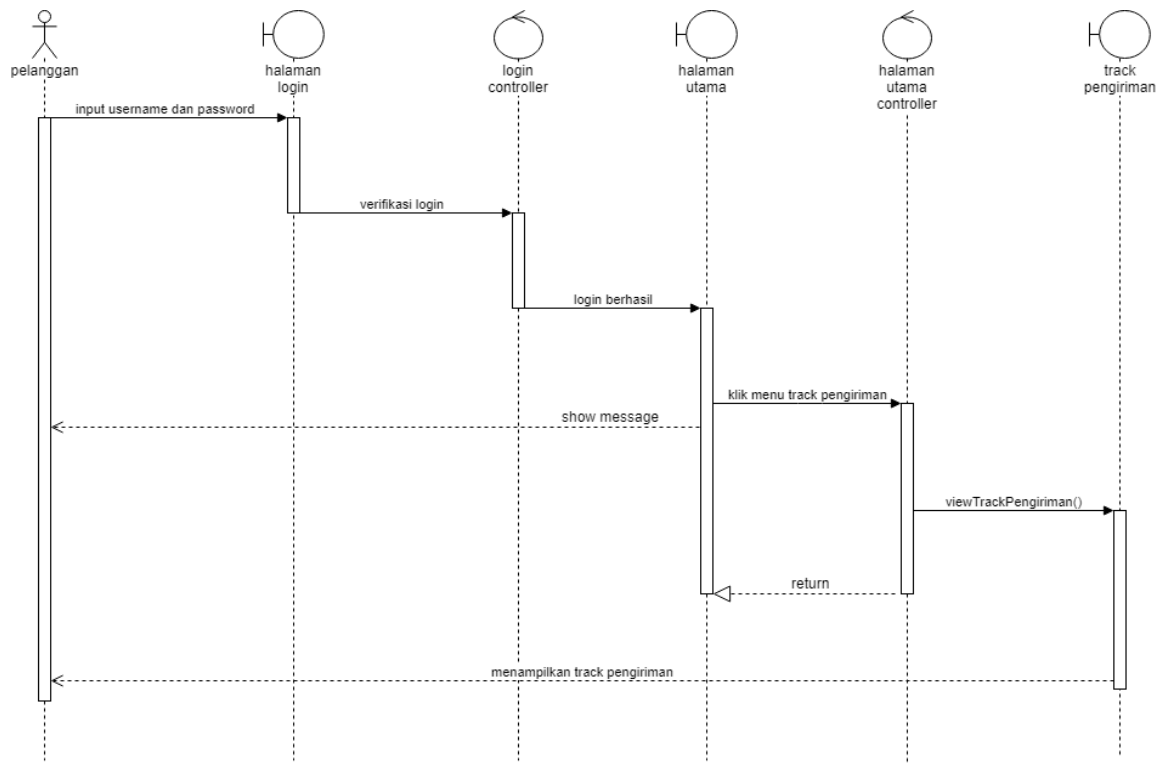 pelanggan
halaman
login
login
controller
halaman
utama
halaman
utama
controller
track
pengiriman
input username dan password
verifikasi login
login berhasil
klik menu track pengiriman
show message
viewTrackPengiriman()
return
menampilkan track pengiriman